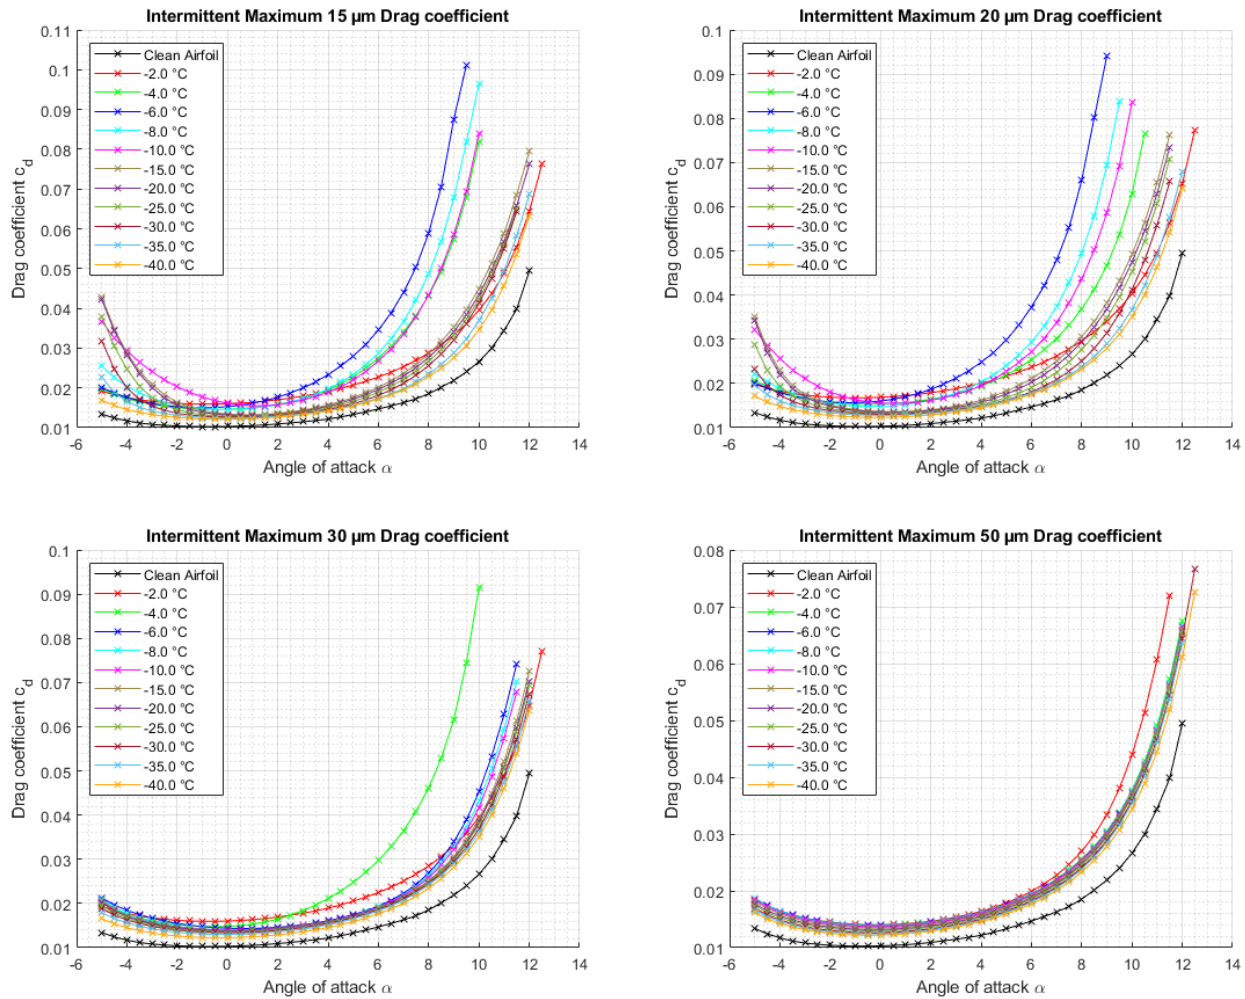 Intermittent Maximum 15 µm Drag coefficient
0.11
0.1
0.09
0.08
0.07
0.06
0.05
0.04
0.03
0.02
0.01
Drag coefficient c_d
Clean Airfoil
-2.0 °C
-4.0 °C
-6.0 °C
-8.0 °C
-10.0 °C
-15.0 °C
-20.0 °C
-25.0 °C
-30.0 °C
-35.0 °C
-40.0 °C
-6 -4 -2 0 2 4 6 8 10 12 14
Angle of attack α
Intermittent Maximum 20 µm Drag coefficient
0.1
0.09
0.08
0.07
0.06
0.05
0.04
0.03
0.02
0.01
Drag coefficient c_d
Clean Airfoil
-2.0 °C
-4.0 °C
-6.0 °C
-8.0 °C
-10.0 °C
-15.0 °C
-20.0 °C
-25.0 °C
-30.0 °C
-35.0 °C
-40.0 °C
-6 -4 -2 0 2 4 6 8 10 12 14
Angle of attack α
Intermittent Maximum 30 µm Drag coefficient
0.1
0.09
0.08
0.07
0.06
0.05
0.04
0.03
0.02
0.01
Drag coefficient c_d
Clean Airfoil
-2.0 °C
-4.0 °C
-6.0 °C
-8.0 °C
-10.0 °C
-15.0 °C
-20.0 °C
-25.0 °C
-30.0 °C
-35.0 °C
-40.0 °C
-6 -4 -2 0 2 4 6 8 10 12 14
Angle of attack α
Intermittent Maximum 50 µm Drag coefficient
0.08
0.07
0.06
0.05
0.04
0.03
0.02
0.01
Drag coefficient c_d
Clean Airfoil
-2.0 °C
-4.0 °C
-6.0 °C
-8.0 °C
-10.0 °C
-15.0 °C
-20.0 °C
-25.0 °C
-30.0 °C
-35.0 °C
-40.0 °C
-6 -4 -2 0 2 4 6 8 10 12 14
Angle of attack α